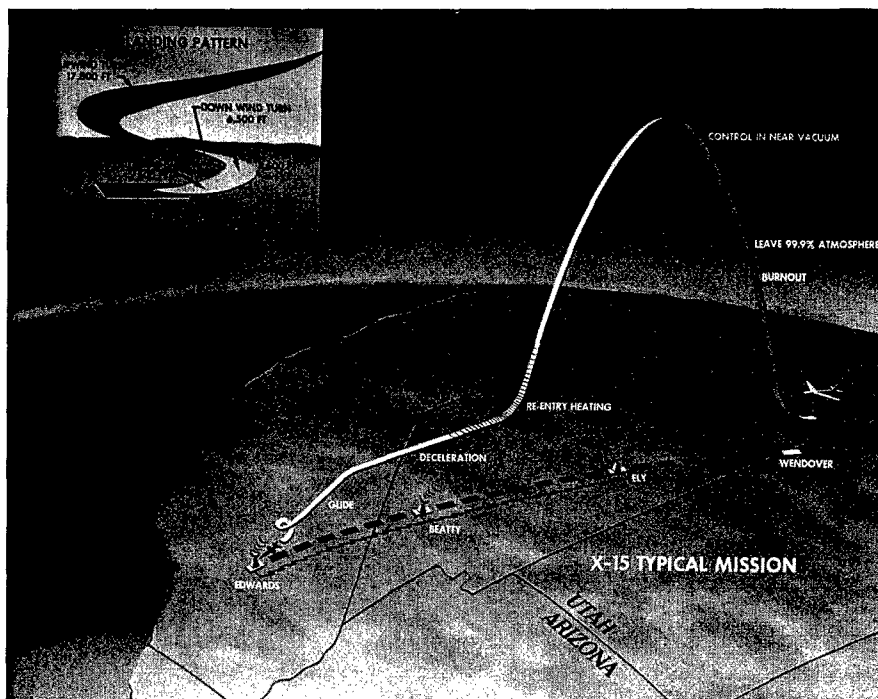 LANDING PATTERN
17,800 FT
DOWN WIND TURN
6,500 FT
CONTROL IN NEAR VACUUM
LEAVE 99.9% ATMOSPHERE
BURNOUT
RE-ENTRY HEATING
DECELERATION
WENDOVER
ELY
GLIDE
BEATTY
EDWARDS
X-15 TYPICAL MISSION
UTAH
ARIZONA